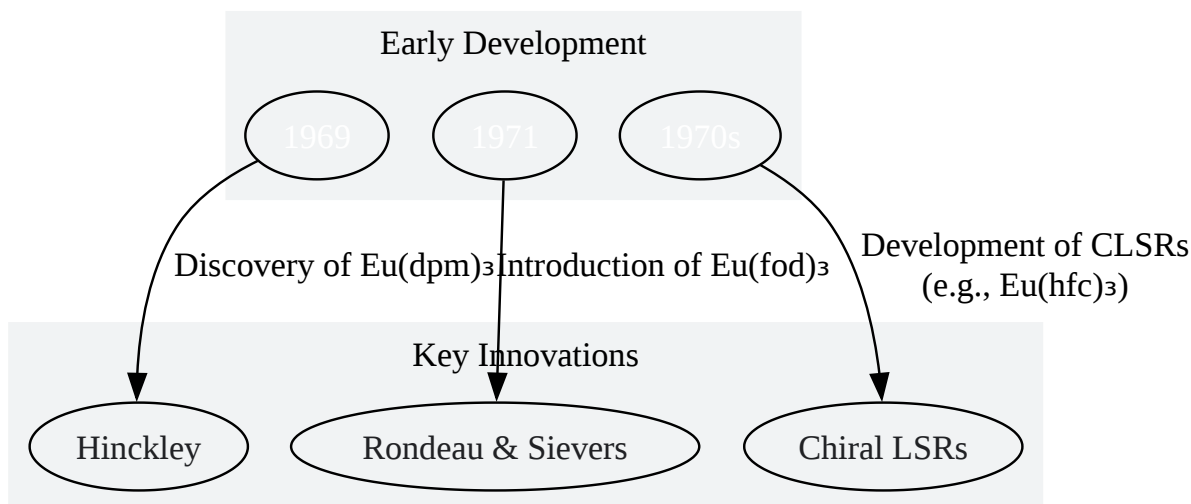 Early Development
1969
1971
1970s
Discovery of Eu(dpm)₃
Introduction of Eu(fod)₃
Development of CLSRs
(e.g., Eu(hfc)₃)
Key Innovations
Hinckley
Rondeau & Sievers
Chiral LSRs